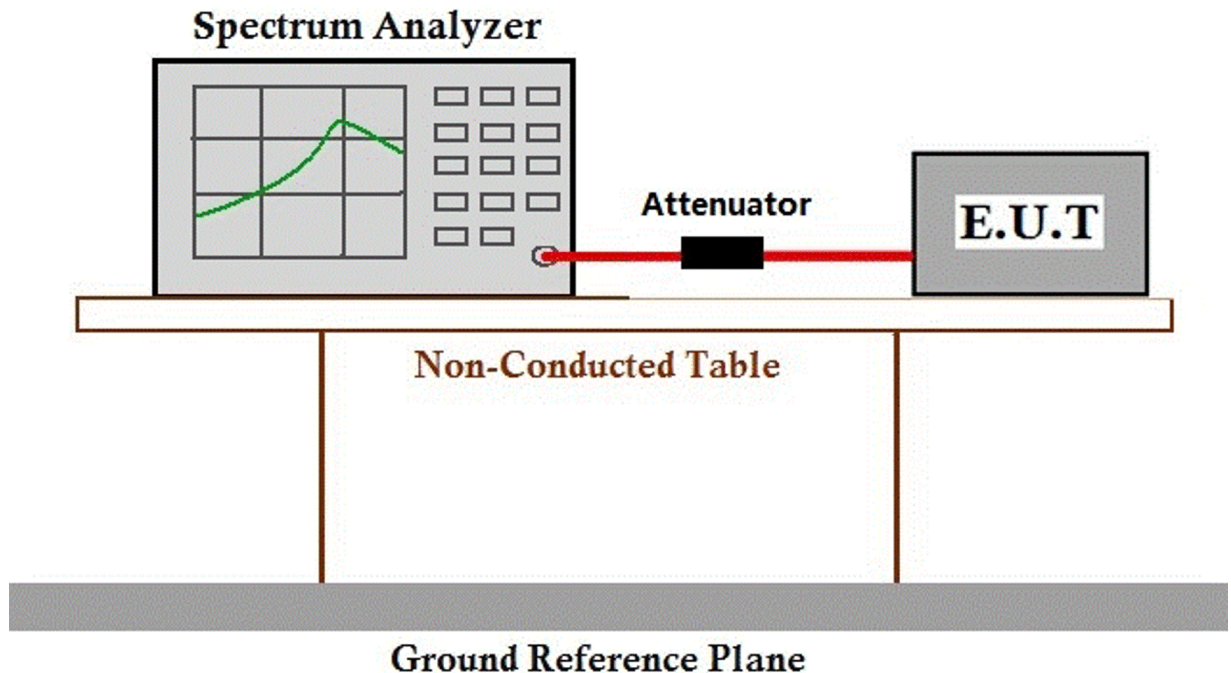 Spectrum Analyzer
Attenuator
E.U.T
Non-Conducted Table
Ground Reference Plane